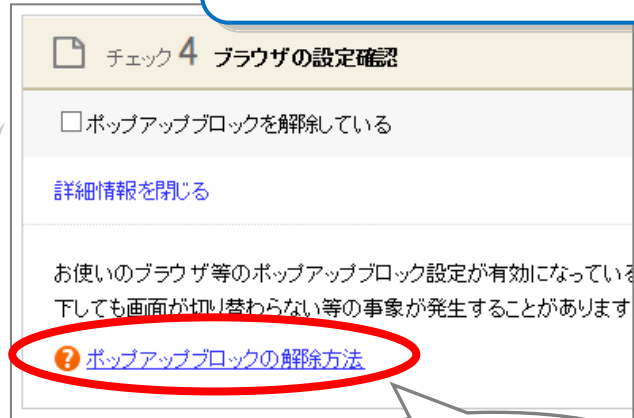 チェック4 ブラウザの設定確認
ポップアップブロックを解除している
詳細情報を閉じる
お使いのブラウザ等のポップアップブロック設定が有効になっている
下しても画面が切り替わらない等の事象が発生することがあります
? ポップアップブロックの解除方法